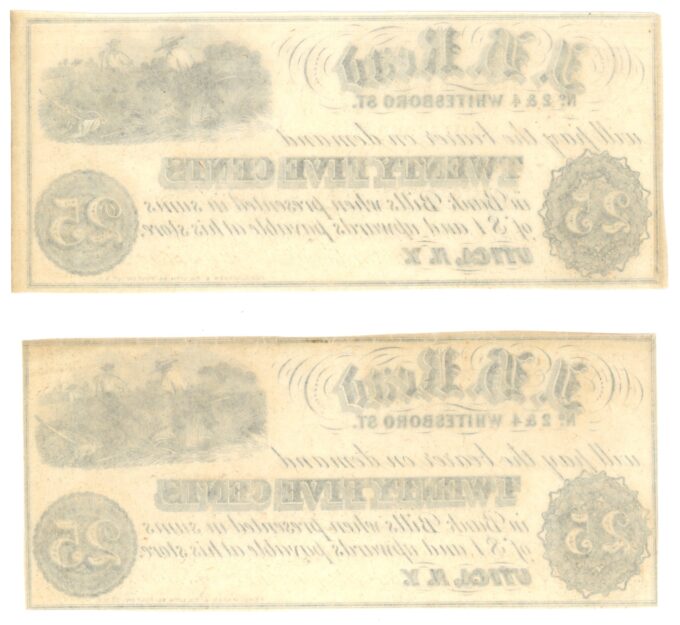 J. B. Read
No 2 & 4 WHITESBORO ST.
will pay the bearer on demand
TWENTY FIVE CENTS
25
in Bank Bills when presented in sums
of $1 and upwards payable at his store.
25
UTICA, N.Y.
J. B. Read
No 2 & 4 WHITESBORO ST.
will pay the bearer on demand
TWENTY FIVE CENTS
25
in Bank Bills when presented in sums
of $1 and upwards payable at his store.
25
UTICA, N.Y.